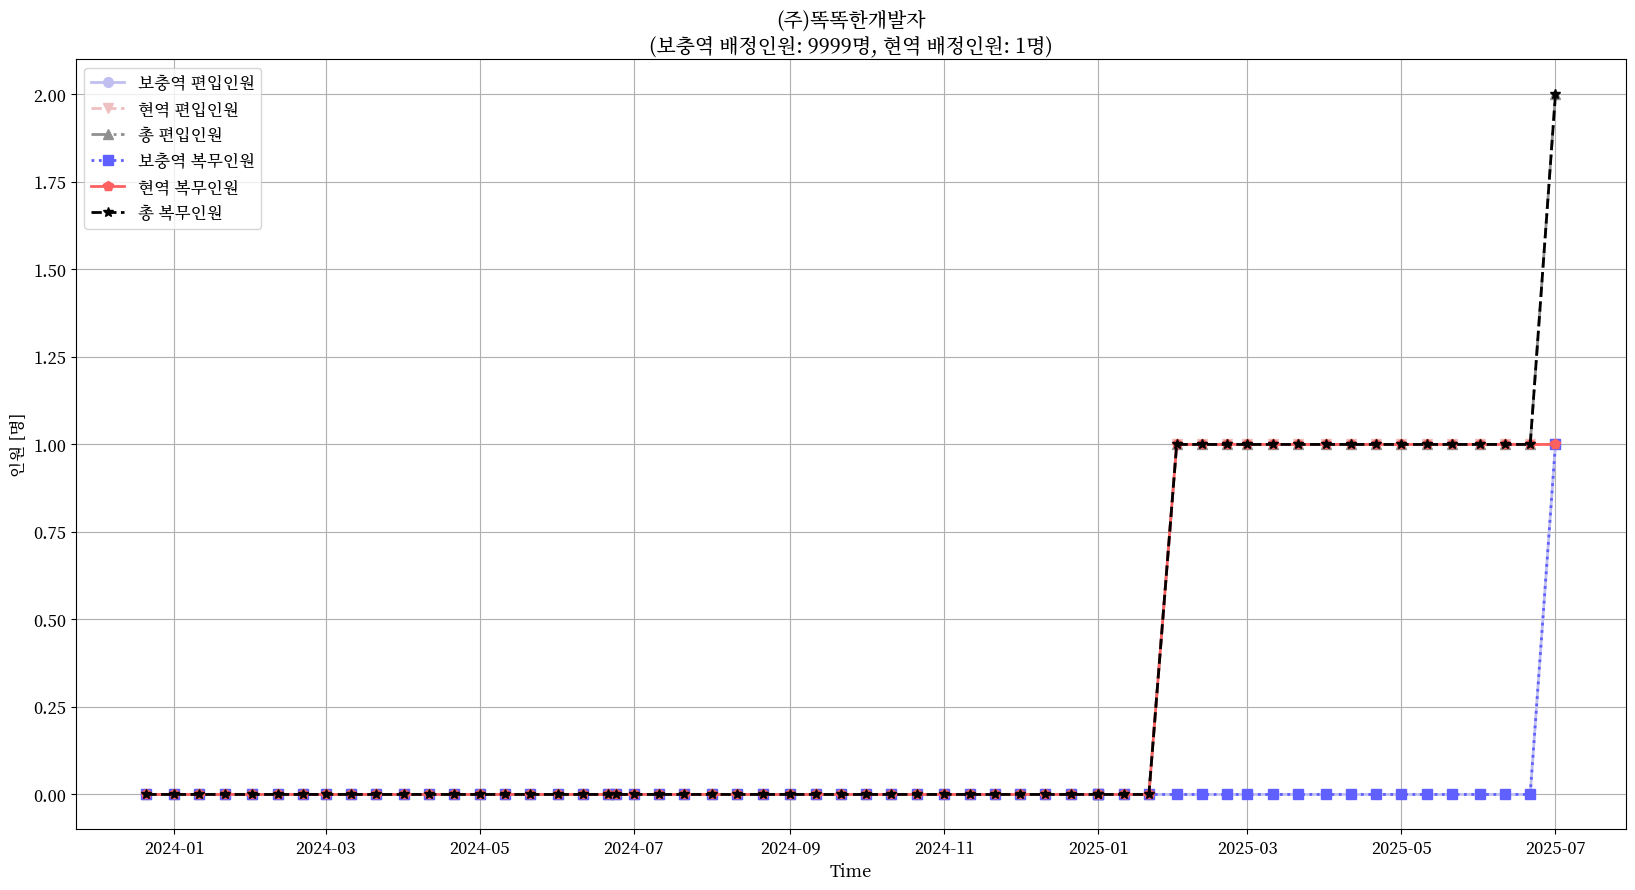 (주)똑똑한개발자
(보충역 배정인원: 9999명, 현역 배정인원: 1명)
보충역 편입인원
현역 편입인원
총 편입인원
보충역 복무인원
현역 복무인원
총 복무인원
2.00
1.75
1.50
1.25
1.00
0.75
0.50
0.25
0.00
인원 [명]
2024-01 2024-03 2024-05 2024-07 2024-09 2024-11 2025-01 2025-03 2025-05 2025-07
Time